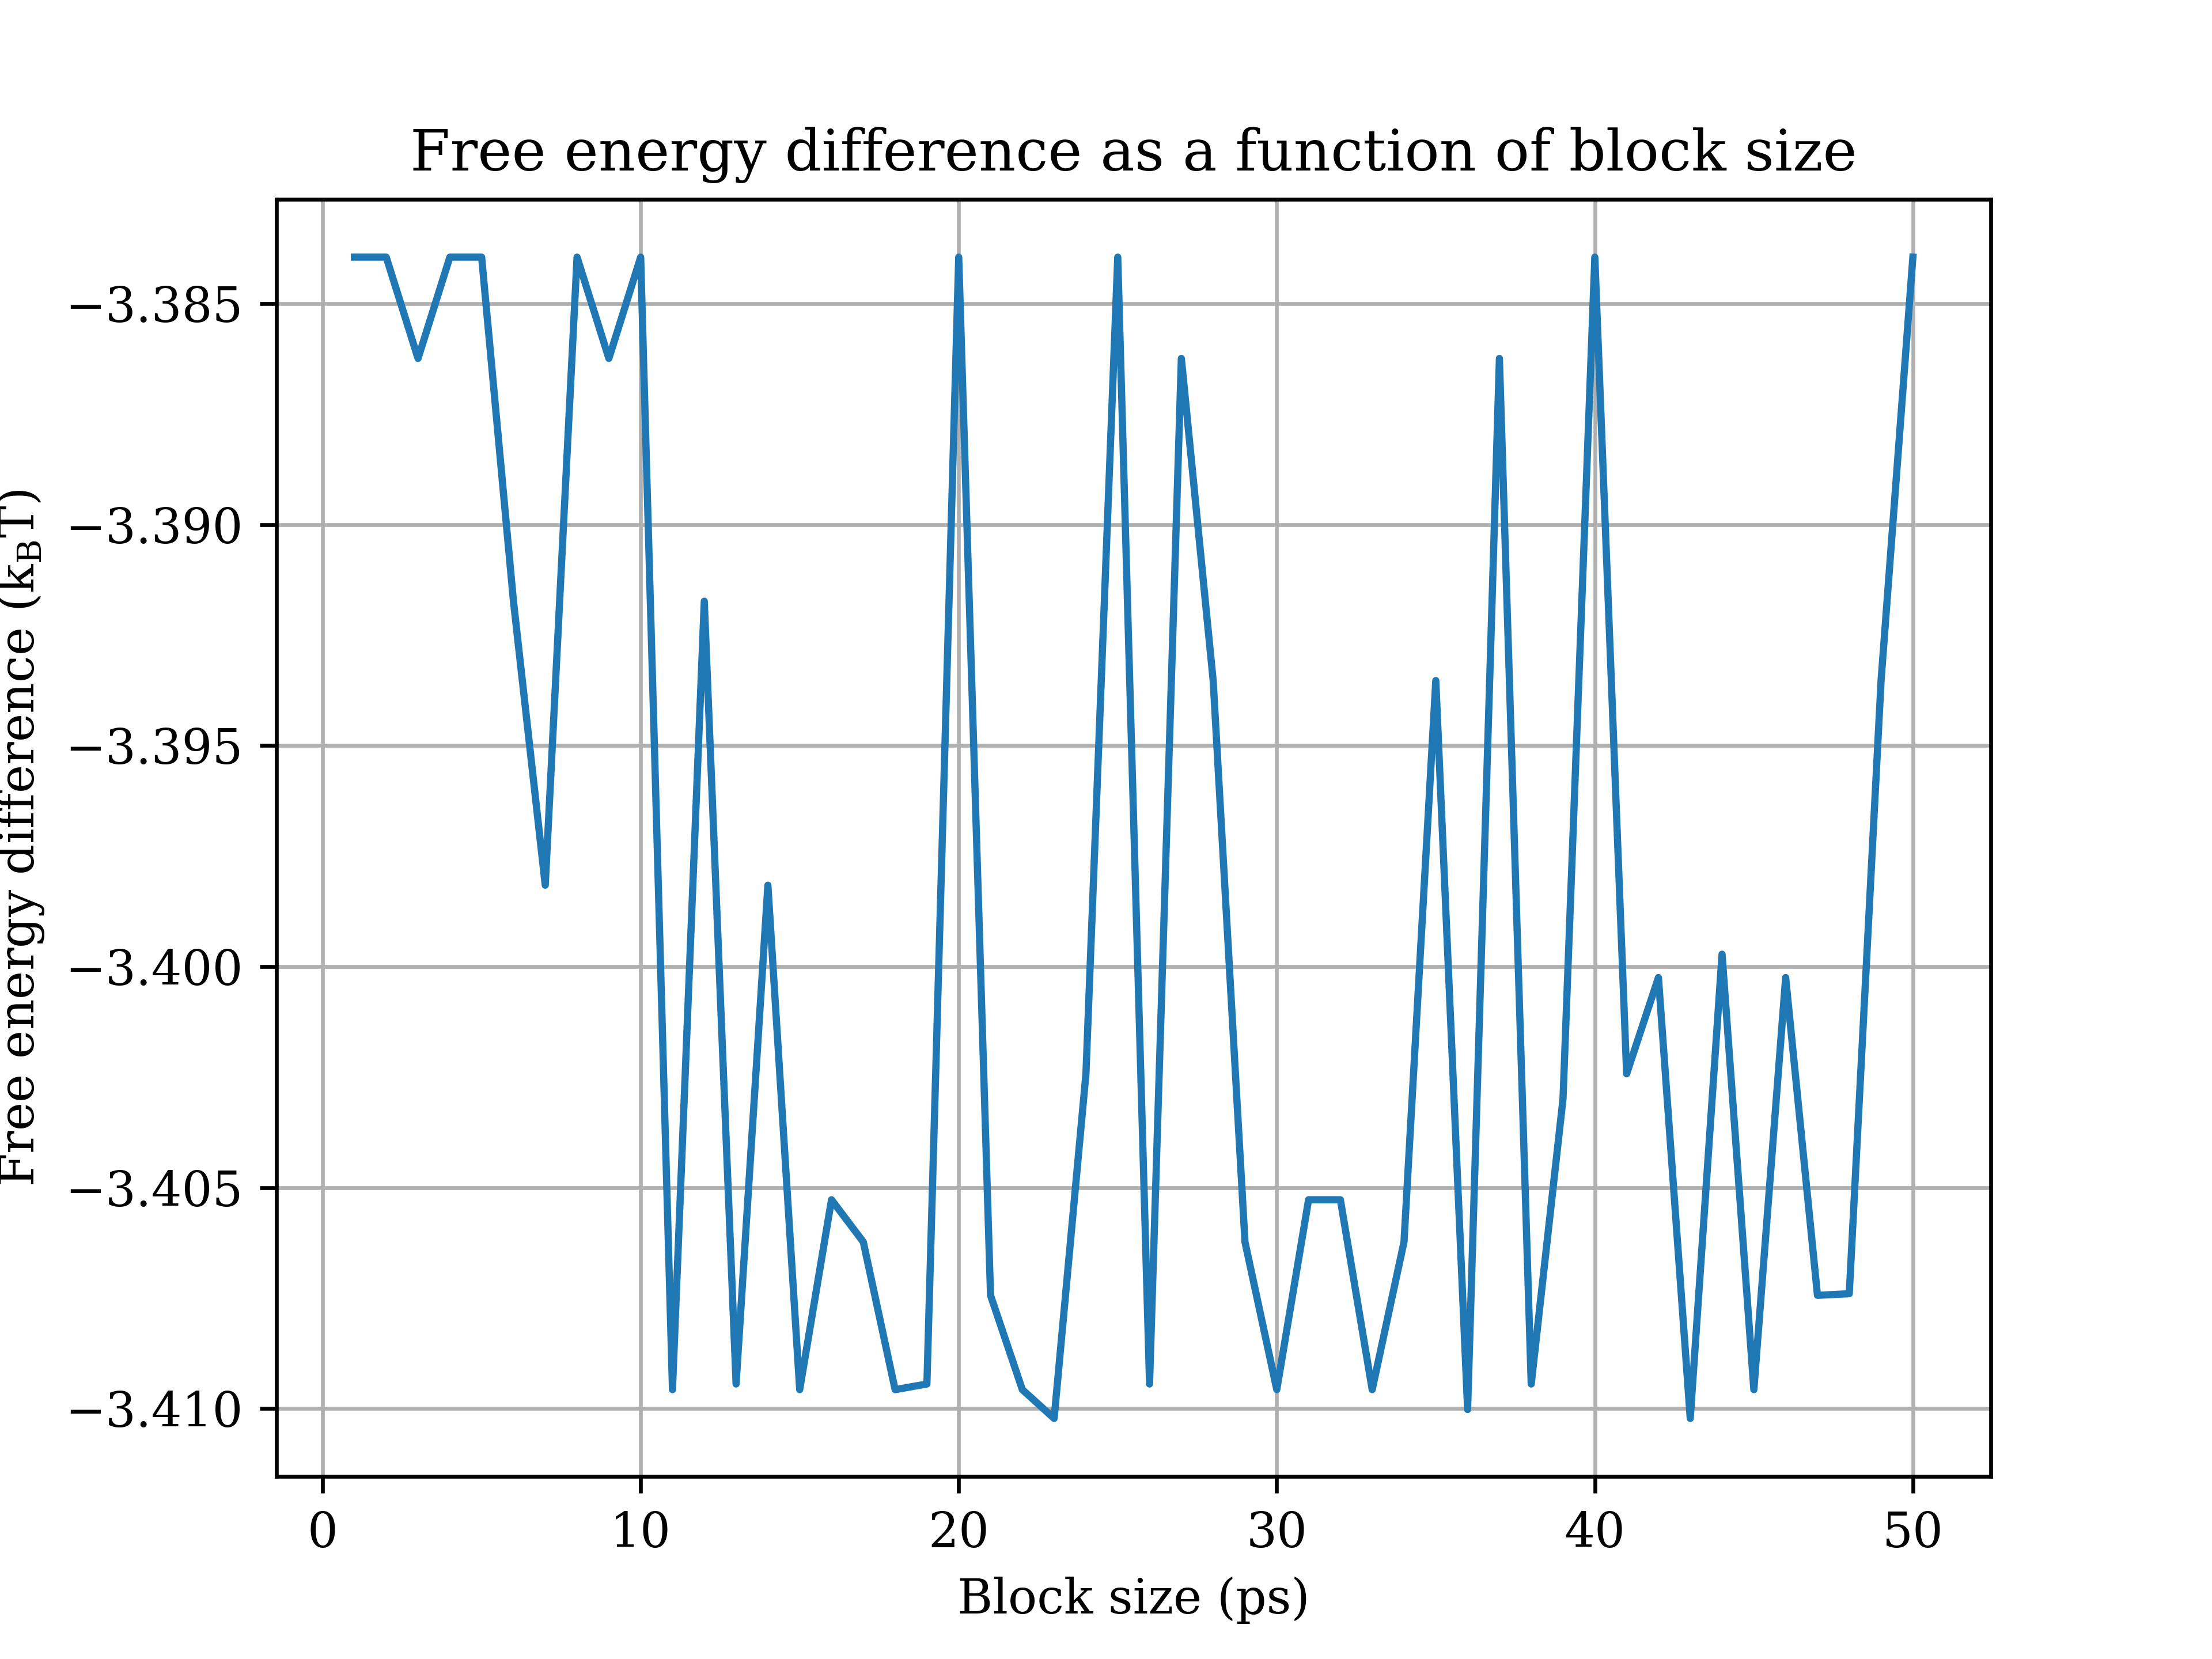 Free energy difference as a function of block size
Free energy difference (k_BT)
−3.385
−3.390
−3.395
−3.400
−3.405
−3.410
0 10 20 30 40 50
Block size (ps)